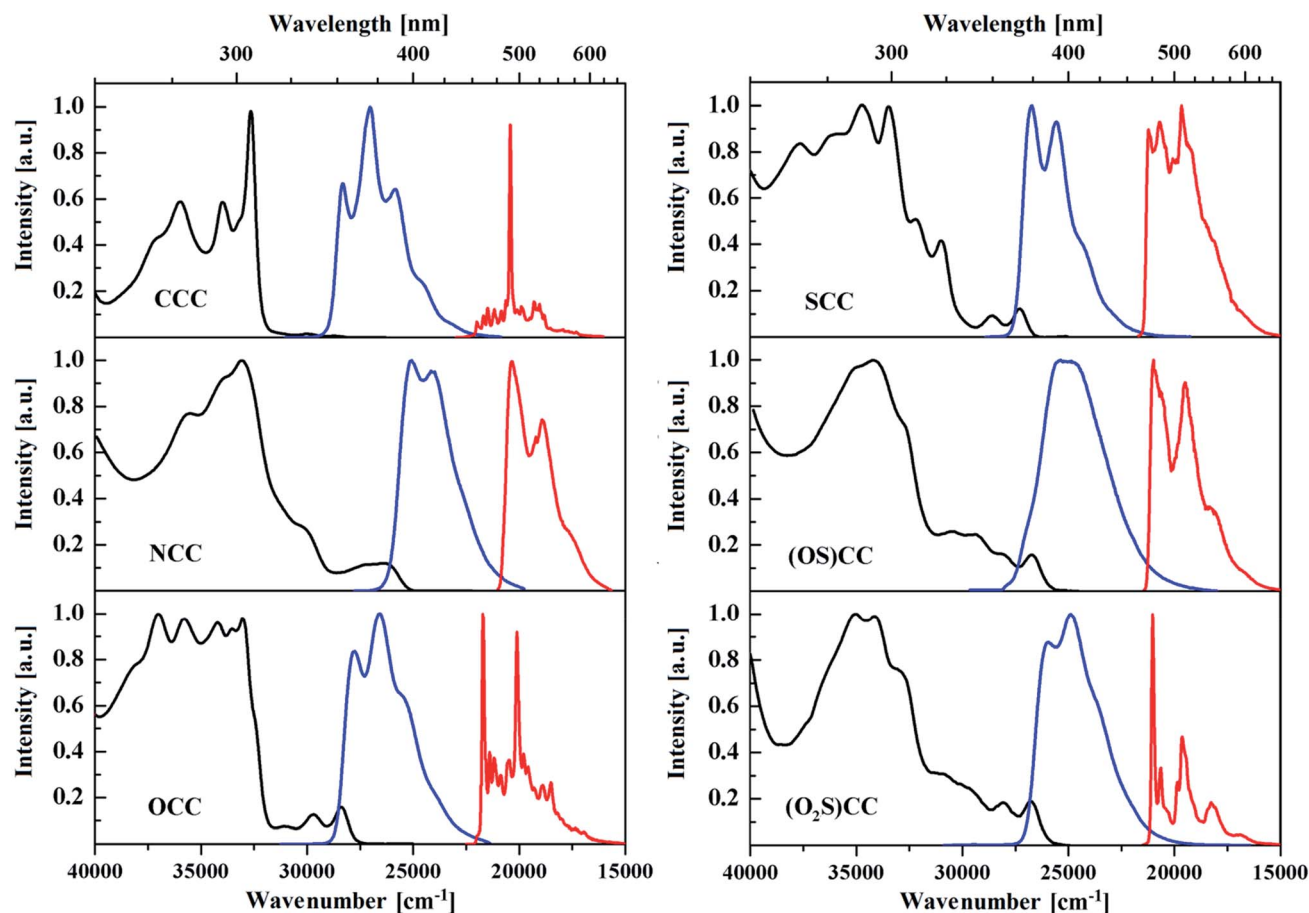 Wavelength [nm]
300 400 500 600
Intensity [a.u.]
1.0
0.8
0.6
0.4
0.2
CCC
Intensity [a.u.]
1.0
0.8
0.6
0.4
0.2
NCC
Intensity [a.u.]
1.0
0.8
0.6
0.4
0.2
OCC
40000 35000 30000 25000 20000 15000
Wavenumber [cm-1]
Wavelength [nm]
300 400 500 600
Intensity [a.u.]
1.0
0.8
0.6
0.4
0.2
SCC
Intensity [a.u.]
1.0
0.8
0.6
0.4
0.2
(OS)CC
Intensity [a.u.]
1.0
0.8
0.6
0.4
0.2
(O2S)CC
40000 35000 30000 25000 20000 15000
Wavenumber [cm-1]